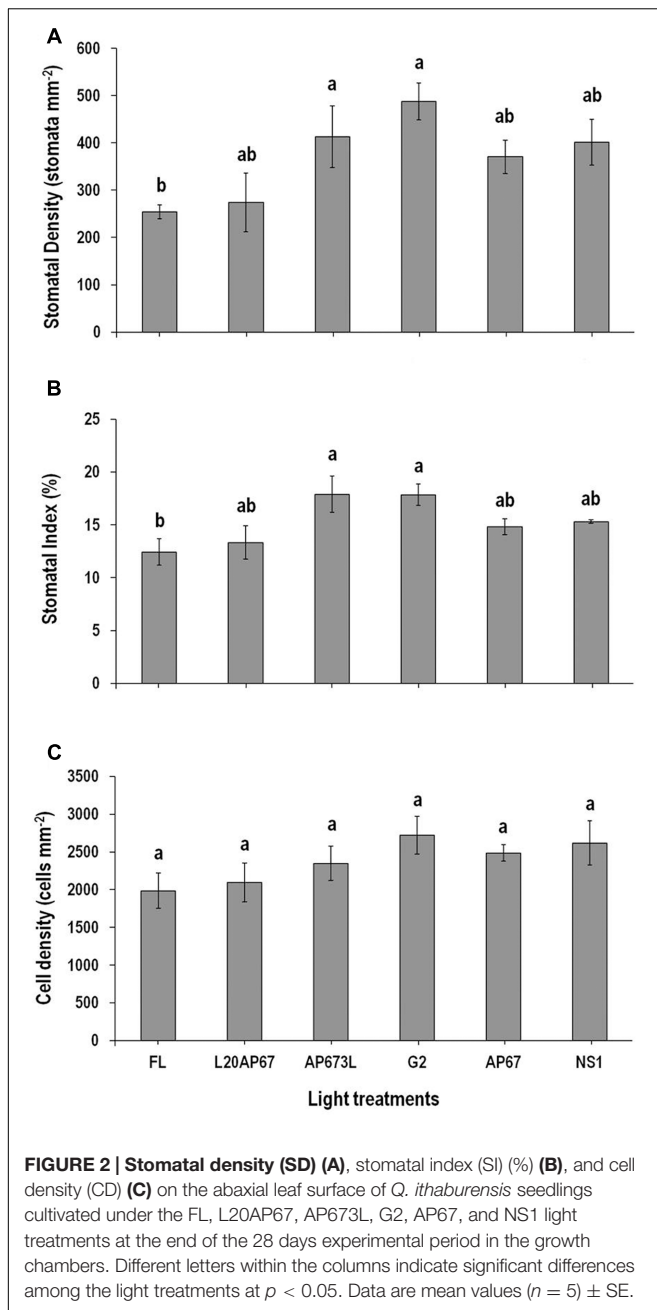 A
Stomatal Density (stomata mm-2)
600
500
400
300
200
100
0
b
ab
a
a
ab
ab
B
Stomatal Index (%)
25
20
15
10
5
0
b
ab
a
a
ab
ab
C
Cell density (cells mm-2)
3500
3000
2500
2000
1500
1000
500
0
a
a
a
a
a
a
FL L20AP67 AP673L G2 AP67 NS1
Light treatments
FIGURE 2 | Stomatal density (SD) (A), stomatal index (SI) (%) (B), and cell
density (CD) (C) on the abaxial leaf surface of Q. ithaburensis seedlings
cultivated under the FL, L20AP67, AP673L, G2, AP67, and NS1 light
treatments at the end of the 28 days experimental period in the growth
chambers. Different letters within the columns indicate significant differences
among the light treatments at p < 0.05. Data are mean values (n = 5) ± SE.